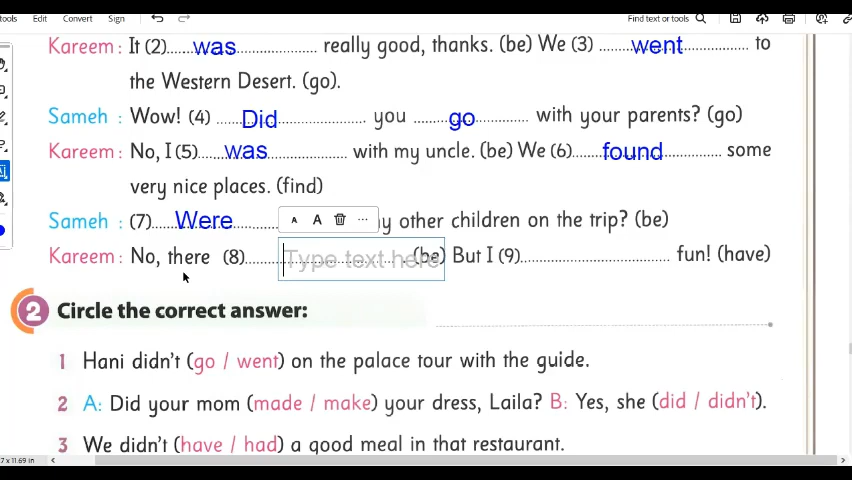 tools Edit Convert Sign Find text or tools
Kareem : It (2) was really good, thanks. (be) We (3) went to
the Western Desert. (go).
Sameh : Wow! (4) Did you go with your parents? (go)
Kareem : No, I (5) was with my uncle. (be) We (6) found some
very nice places. (find)
Sameh : (7) Were y other children on the trip? (be)
A A ...
Kareem : No, there (8) Type text here (be) But I (9) fun! (have)
2 Circle the correct answer:
1 Hani didn't (go / went) on the palace tour with the guide.
2 A: Did your mom (made / make) your dress, Laila? B: Yes, she (did / didn't).
3 We didn't (have / had) a good meal in that restaurant.
7 x 11.69 in